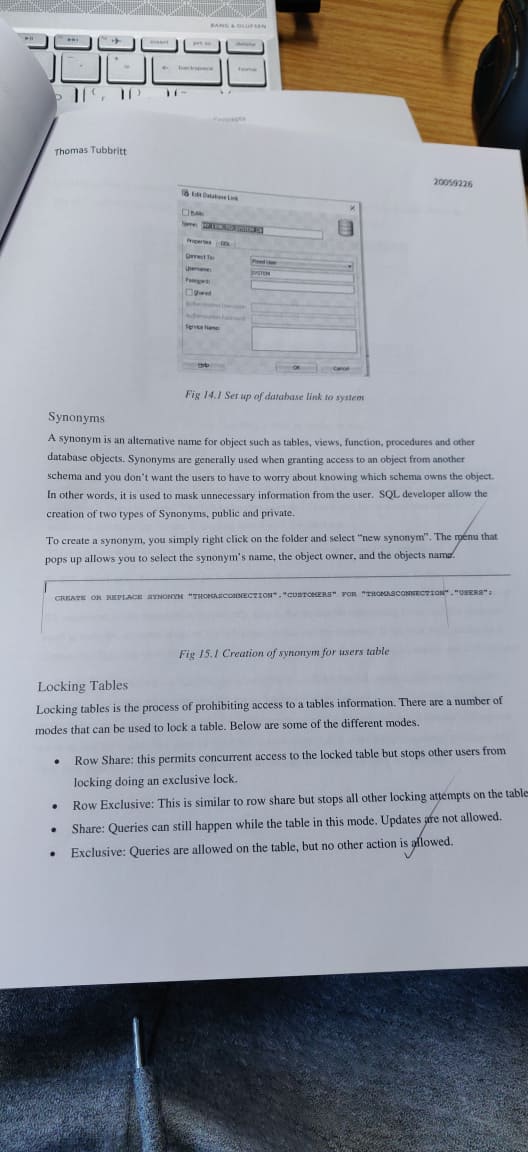 BANG & OLUFSEN
insert
prt sc
delete
backspace
home
Thomas Tubbritt
20059226
Edit Database Link
Public
Name:
Properties DDL
Connect To: Fixed User
Username: SYSTEM
Password:
Shared
Service Name:
Help OK Cancel
Fig 14.1 Set up of database link to system
Synonyms
A synonym is an alternative name for object such as tables, views, function, procedures and other
database objects. Synonyms are generally used when granting access to an object from another
schema and you don't want the users to have to worry about knowing which schema owns the object.
In other words, it is used to mask unnecessary information from the user. SQL developer allow the
creation of two types of Synonyms, public and private.
To create a synonym, you simply right click on the folder and select "new synonym". The menu that
pops up allows you to select the synonym's name, the object owner, and the objects name.
CREATE OR REPLACE SYNONYM "THOMASCONNECTION"."CUSTOMERS" FOR "THOMASCONNECTION"."USERS";
Fig 15.1 Creation of synonym for users table
Locking Tables
Locking tables is the process of prohibiting access to a tables information. There are a number of
modes that can be used to lock a table. Below are some of the different modes.
• Row Share: this permits concurrent access to the locked table but stops other users from
locking doing an exclusive lock.
• Row Exclusive: This is similar to row share but stops all other locking attempts on the table
• Share: Queries can still happen while the table in this mode. Updates are not allowed.
• Exclusive: Queries are allowed on the table, but no other action is allowed.